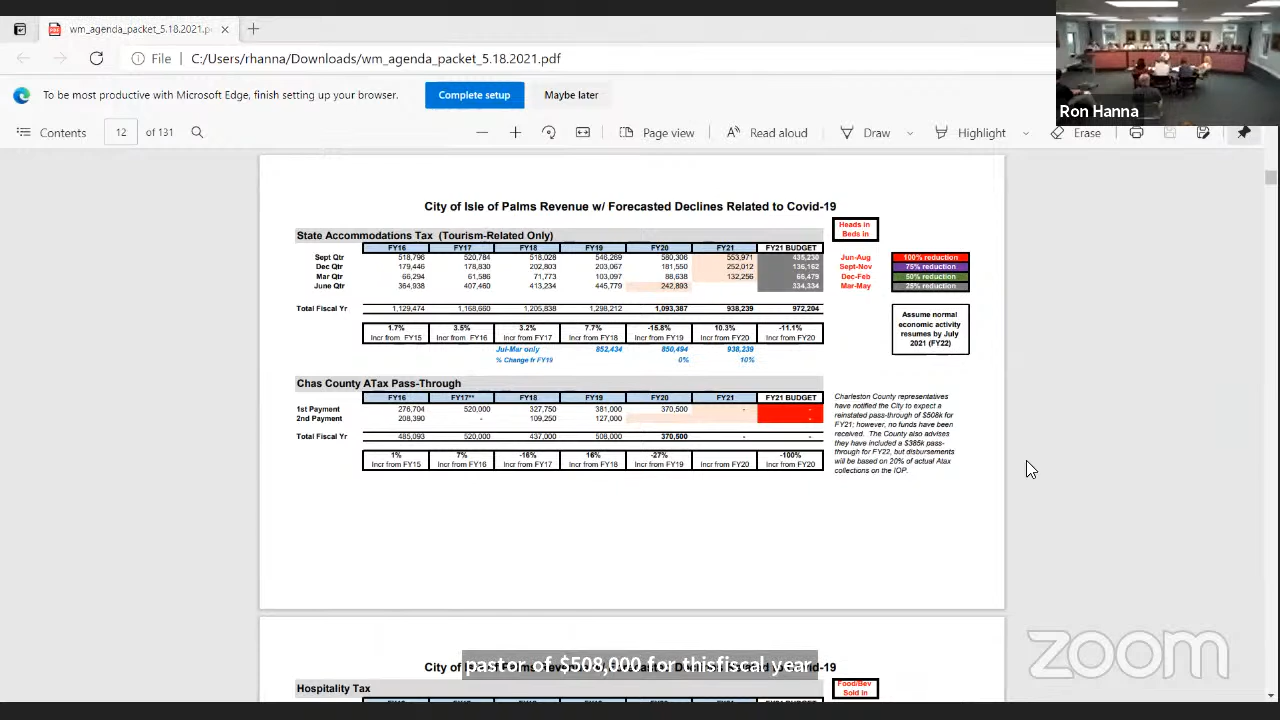 wm_agenda_packet_5.18.2021.p
File | C:/Users/rhanna/Downloads/wm_agenda_packet_5.18.2021.pdf
Ron Hanna
To be most productive with Microsoft Edge, finish setting up your browser. Complete setup Maybe later
Contents 12 of 131 Page view Read aloud Draw Highlight Erase
City of Isle of Palms Revenue w/ Forecasted Declines Related to Covid-19
Heads in
Beds in
State Accommodations Tax (Tourism-Related Only)
FY16 FY17 FY18 FY19 FY20 FY21 FY21 BUDGET
Sept Qtr 518,796 520,784 518,028 546,269 580,306 553,971 435,230 Jun-Aug 100% reduction
Dec Qtr 179,446 178,830 202,803 203,067 181,550 252,012 136,162 Sept-Nov 75% reduction
Mar Qtr 66,294 61,586 71,773 103,097 88,638 132,256 66,479 Dec-Feb 50% reduction
June Qtr 364,938 407,460 413,234 445,779 242,893 334,334 Mar-May 25% reduction
Total Fiscal Yr 1,129,474 1,168,660 1,205,838 1,298,212 1,093,387 938,239 972,204
Assume normal
economic activity
resumes by July
2021 (FY22)
1.7% 3.5% 3.2% 7.7% -15.8% 10.3% -11.1%
Incr from FY15 Incr from FY16 Incr from FY17 Incr from FY18 Incr from FY19 Incr from FY20 Incr from FY20
Jul-Mar only 852,434 850,494 938,239
% Change fr FY19 0% 10%
Chas County ATax Pass-Through
FY16 FY17** FY18 FY19 FY20 FY21 FY21 BUDGET
1st Payment 276,704 520,000 327,750 381,000 370,500 - -
2nd Payment 208,390 - 109,250 127,000 -
Total Fiscal Yr 485,093 520,000 437,000 508,000 370,500 - -
1% 7% -16% 16% -27% -100%
Incr from FY15 Incr from FY16 Incr from FY17 Incr from FY18 Incr from FY19 Incr from FY20 Incr from FY20
Charleston County representatives
have notified the City to expect a
reinstated pass-through of $508k for
FY21; however, no funds have been
received. The County also advises
they have included a $385k pass-
through for FY22, but disbursements
will be based on 20% of actual Atax
collections on the IOP.
zoom
pastor of $508,000 for thisfiscal year
Hospitality Tax
Food/Bev
Sold in